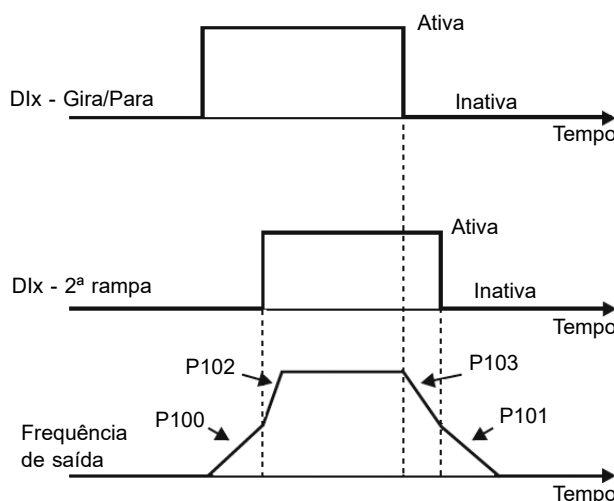 Ativa
DIx - Gira/Para
Inativa
Tempo
Ativa
DIx - 2ª rampa
Inativa
Tempo
P102
P103
P100
P101
Frequência
de saída
Tempo